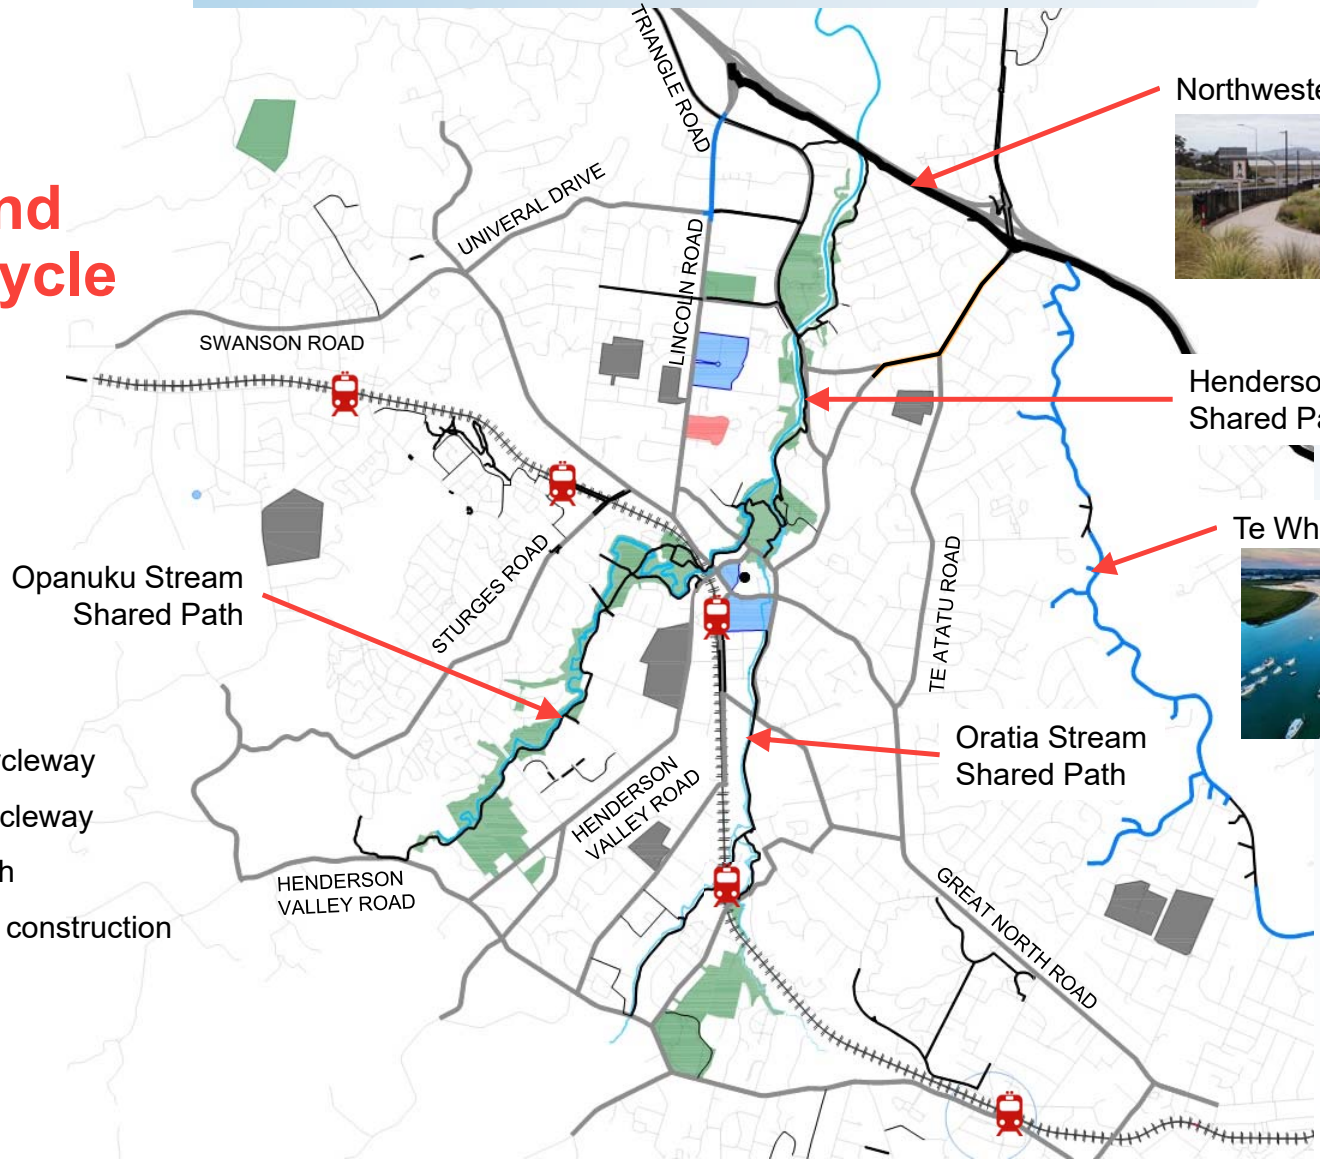 nd
ycle
TRIANGLE ROAD
Northweste
UNIVERAL DRIVE
LINCOLN ROAD
SWANSON ROAD
Henderso
Shared Pa
Te Wh
STURGES ROAD
TE ATATU ROAD
Opanuku Stream
Shared Path
Oratia Stream
Shared Path
ycleway
cleway
h
construction
HENDERSON
VALLEY ROAD
HENDERSON
VALLEY ROAD
GREAT NORTH ROAD